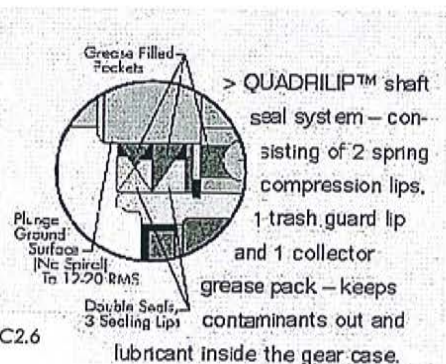 Grease Filled
Pockets
> QUADRILIP™ shaft
seal system – con-
sisting of 2 spring
compression lips,
1 trash guard lip
and 1 collector
grease pack – keeps
contaminants out and
lubricant inside the gear case.
Plunge
Ground
Surface
[No Spiral]
To 12-20 RMS
Double Seals,
3 Sealing Lips
C2.6